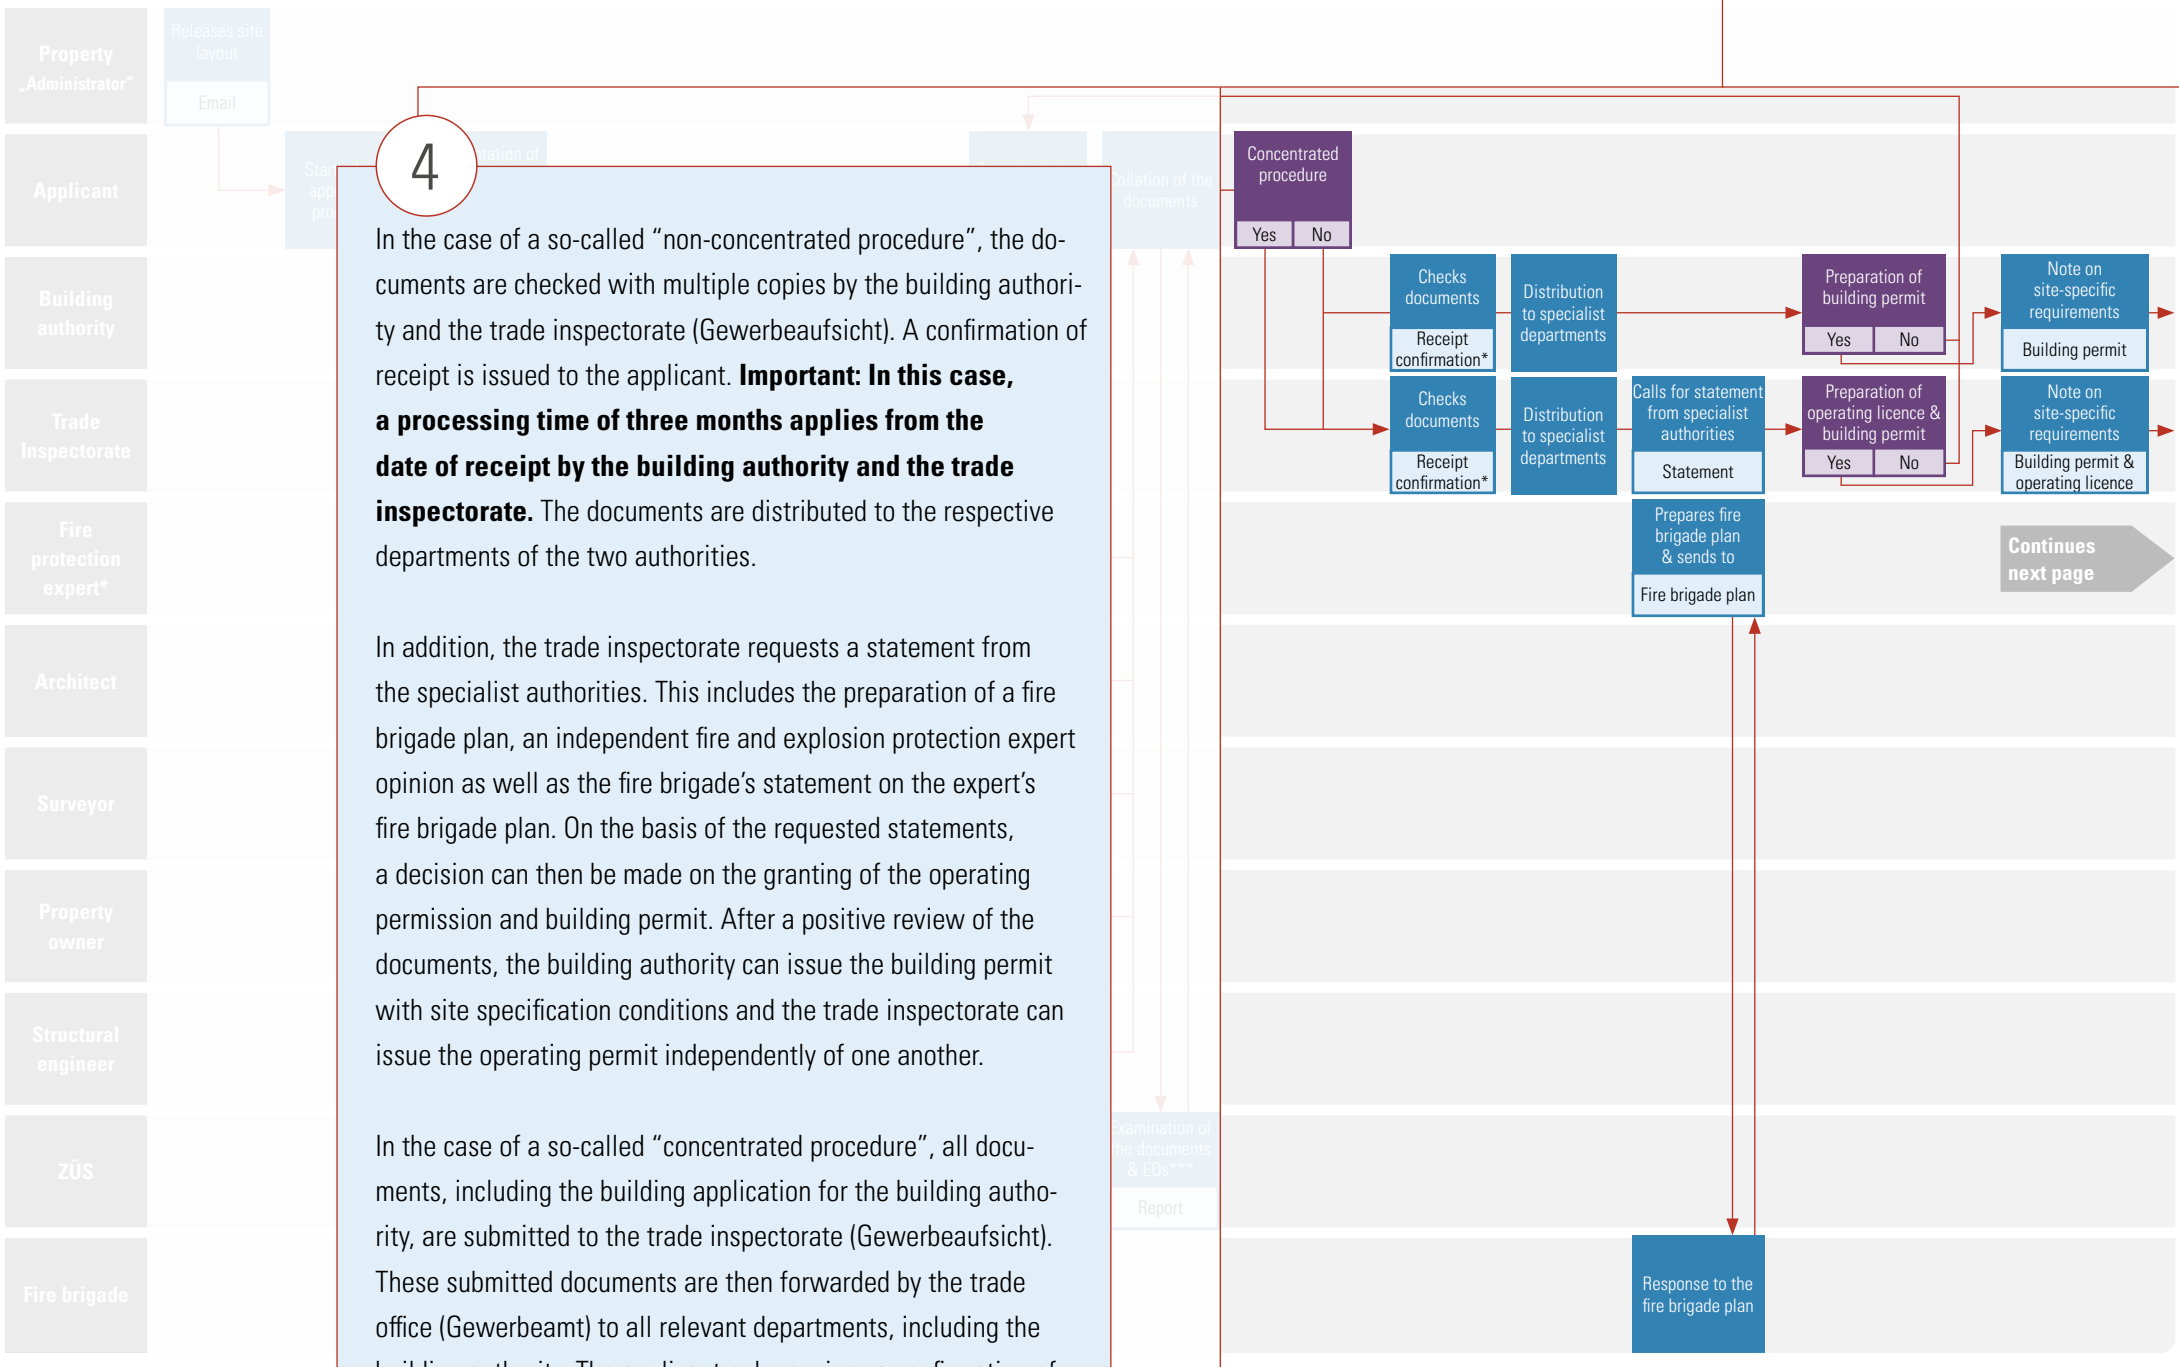 Property
„Administrator“
Releases site
layout
Email
Applicant
Collation of the
documents
Concentrated
procedure
Yes No
4
In the case of a so-called “non-concentrated procedure”, the do-
cuments are checked with multiple copies by the building authori-
ty and the trade inspectorate (Gewerbeaufsicht). A confirmation of
receipt is issued to the applicant. Important: In this case,
a processing time of three months applies from the
date of receipt by the building authority and the trade
inspectorate. The documents are distributed to the respective
departments of the two authorities.
In addition, the trade inspectorate requests a statement from
the specialist authorities. This includes the preparation of a fire
brigade plan, an independent fire and explosion protection expert
opinion as well as the fire brigade’s statement on the expert’s
fire brigade plan. On the basis of the requested statements,
a decision can then be made on the granting of the operating
permission and building permit. After a positive review of the
documents, the building authority can issue the building permit
with site specification conditions and the trade inspectorate can
issue the operating permit independently of one another.
In the case of a so-called “concentrated procedure”, all docu-
ments, including the building application for the building autho-
rity, are submitted to the trade inspectorate (Gewerbeaufsicht).
These submitted documents are then forwarded by the trade
office (Gewerbeamt) to all relevant departments, including the
Building
authority
Checks
documents
Receipt
confirmation*
Distribution
to specialist
departments
Preparation of
building permit
Yes No
Note on
site-specific
requirements
Building permit
Trade
Inspectorate
Checks
documents
Receipt
confirmation*
Distribution
to specialist
departments
Calls for statement
from specialist
authorities
Statement
Preparation of
operating licence &
building permit
Yes No
Note on
site-specific
requirements
Building permit &
operating licence
Fire
protection
expert*
Prepares fire
brigade plan
& sends to
Fire brigade plan
Continues
next page
Architect
Surveyor
Property
owner
Structural
engineer
ZÜS
Examination of
the documents
& EOs***
Report
Fire brigade
Response to the
fire brigade plan